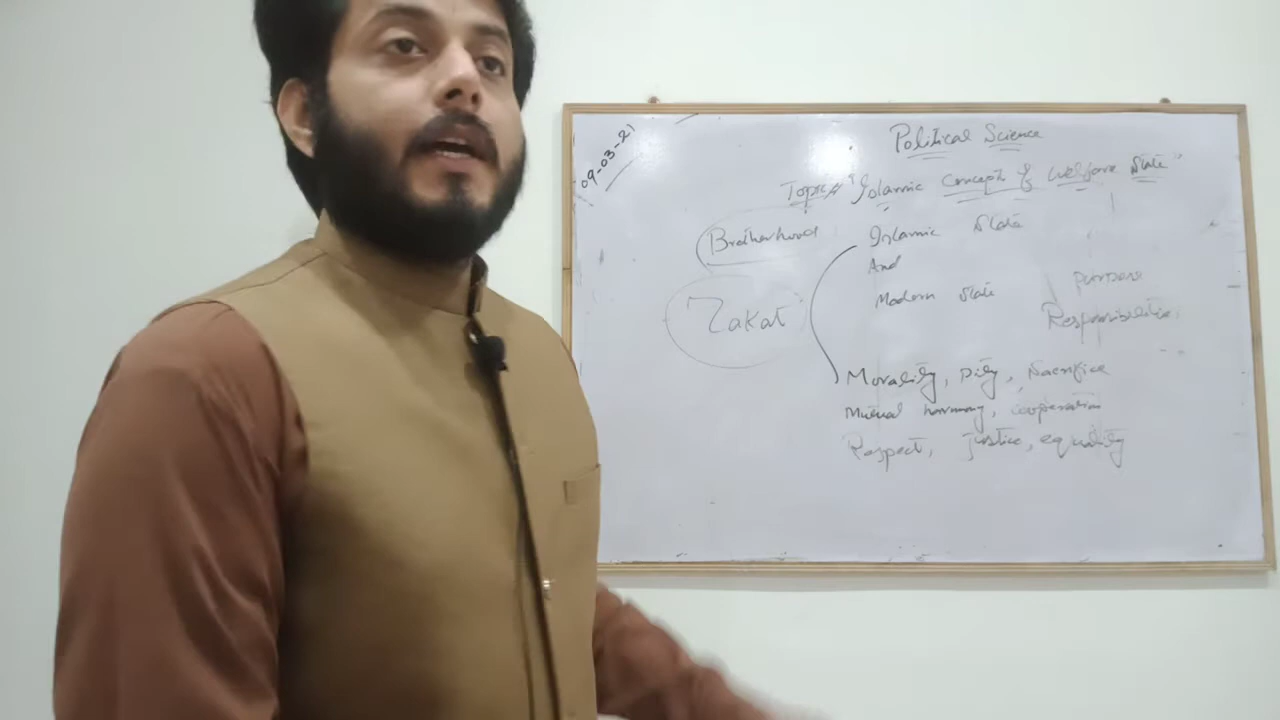 09-03-21
Political Science
Topic# "Islamic Concept of Welfare State"
Brotherhood
Islamic State
And
Modern State
Zakat
purpose
Responsibilities
Morality, Pity, Sacrifice
Mutual harmony, cooperation
Respect, justice, equality